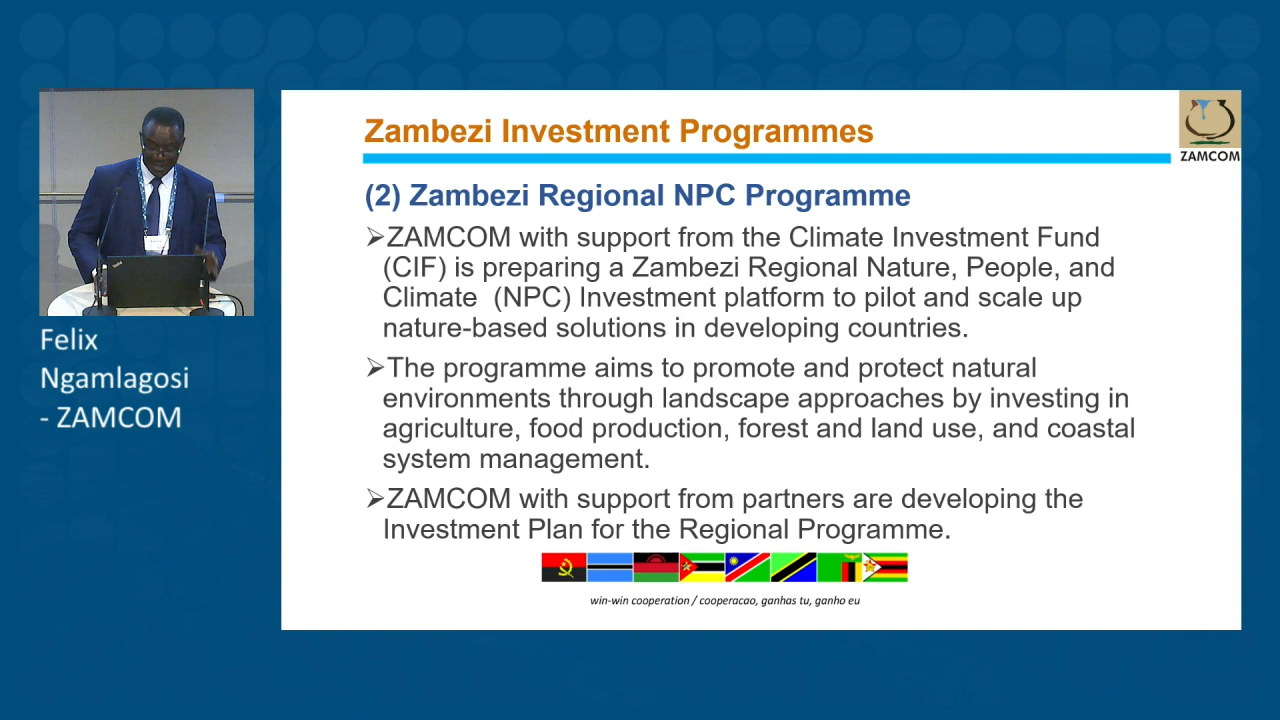 Zambezi Investment Programmes
ZAMCOM
(2) Zambezi Regional NPC Programme
➢ZAMCOM with support from the Climate Investment Fund
(CIF) is preparing a Zambezi Regional Nature, People, and
Climate (NPC) Investment platform to pilot and scale up
nature-based solutions in developing countries.
➢The programme aims to promote and protect natural
environments through landscape approaches by investing in
agriculture, food production, forest and land use, and coastal
system management.
➢ZAMCOM with support from partners are developing the
Investment Plan for the Regional Programme.
win-win cooperation / cooperacao, ganhas tu, ganho eu
Felix
Ngamlagosi
- ZAMCOM